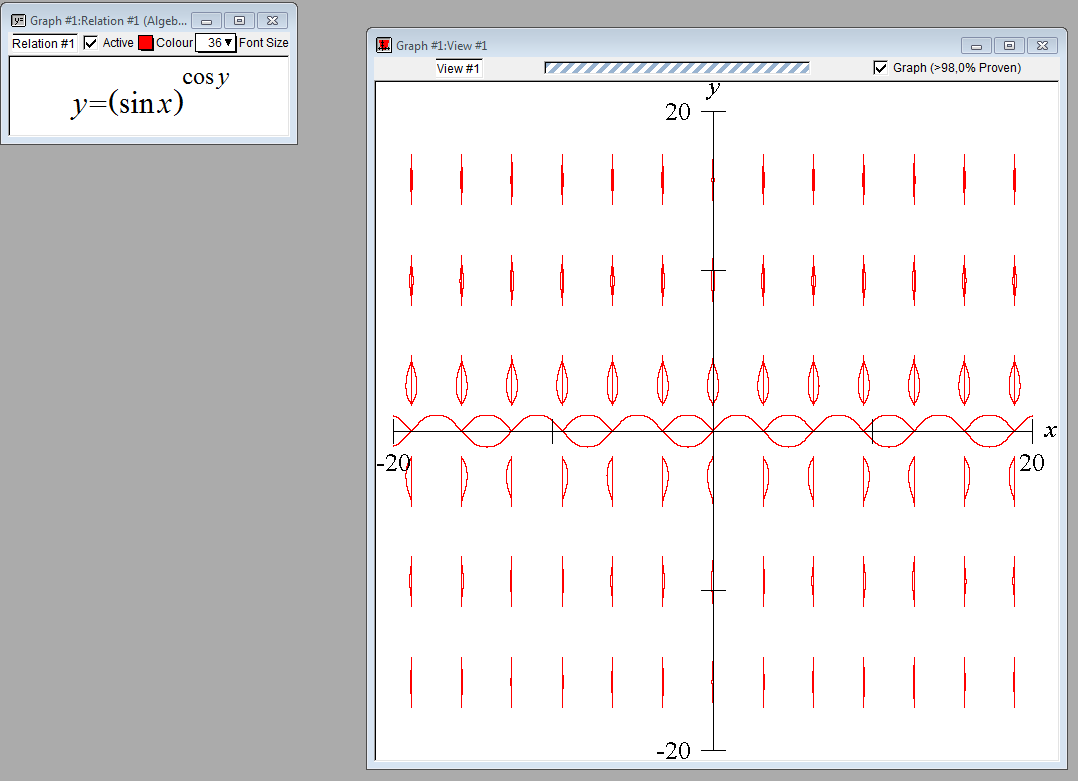 Graph #1:Relation #1 (Algeb...
Relation #1 Active Colour 36 Font Size
y=(sin x)^cos y
Graph #1:View #1
View #1 Graph (>98,0% Proven)
y
20
x
-20 20
-20